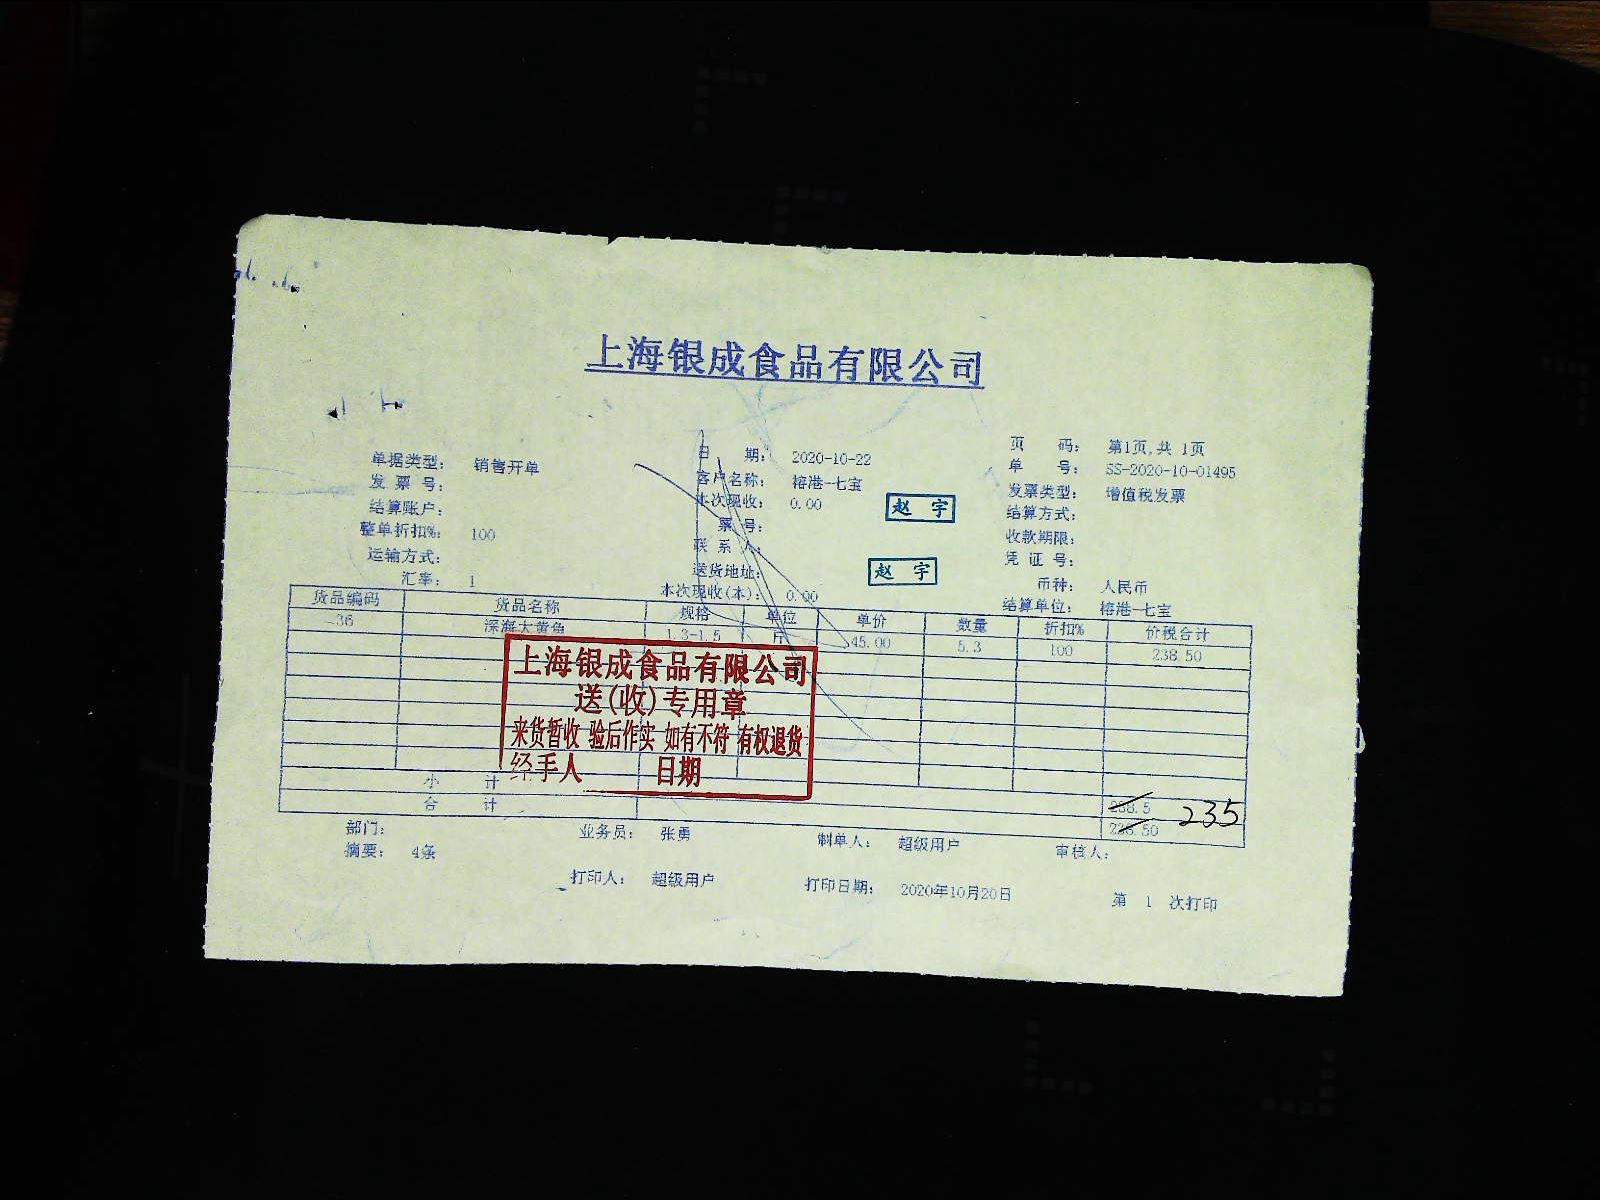 上海银成食品有限公司
单据类型： 销售开单 日 期： 2020-10-22 页 码： 第1页,共 1页
发 票 号： 客户名称： 榕港-七宝 单 号： SS-2020-10-01495
结算账户： 本次现收： 0.00 赵 宇 发票类型： 增值税发票
整单折扣%： 100 票 号： 结算方式：
运输方式： 联 系 人： 收款期限：
汇率： 1 送货地址： 赵 宇 凭 证 号：
本次现收(本)： 0.00 币种： 人民币
结算单位： 榕港-七宝
货品编码 货品名称 规格 单位 单价 数量 折扣% 价税合计
36 深海大黄鱼 1.3-1.5 斤 45.00 5.3 100 238.50
上海银成食品有限公司
送(收)专用章
来货暂收 验后作实 如有不符 有权退货
经手人 日期
小 计 238.5 235
合 计 238.50
部门： 业务员： 张勇 制单人： 超级用户 审核人：
摘要： 4条
打印人： 超级用户 打印日期： 2020年10月20日 第 1 次打印